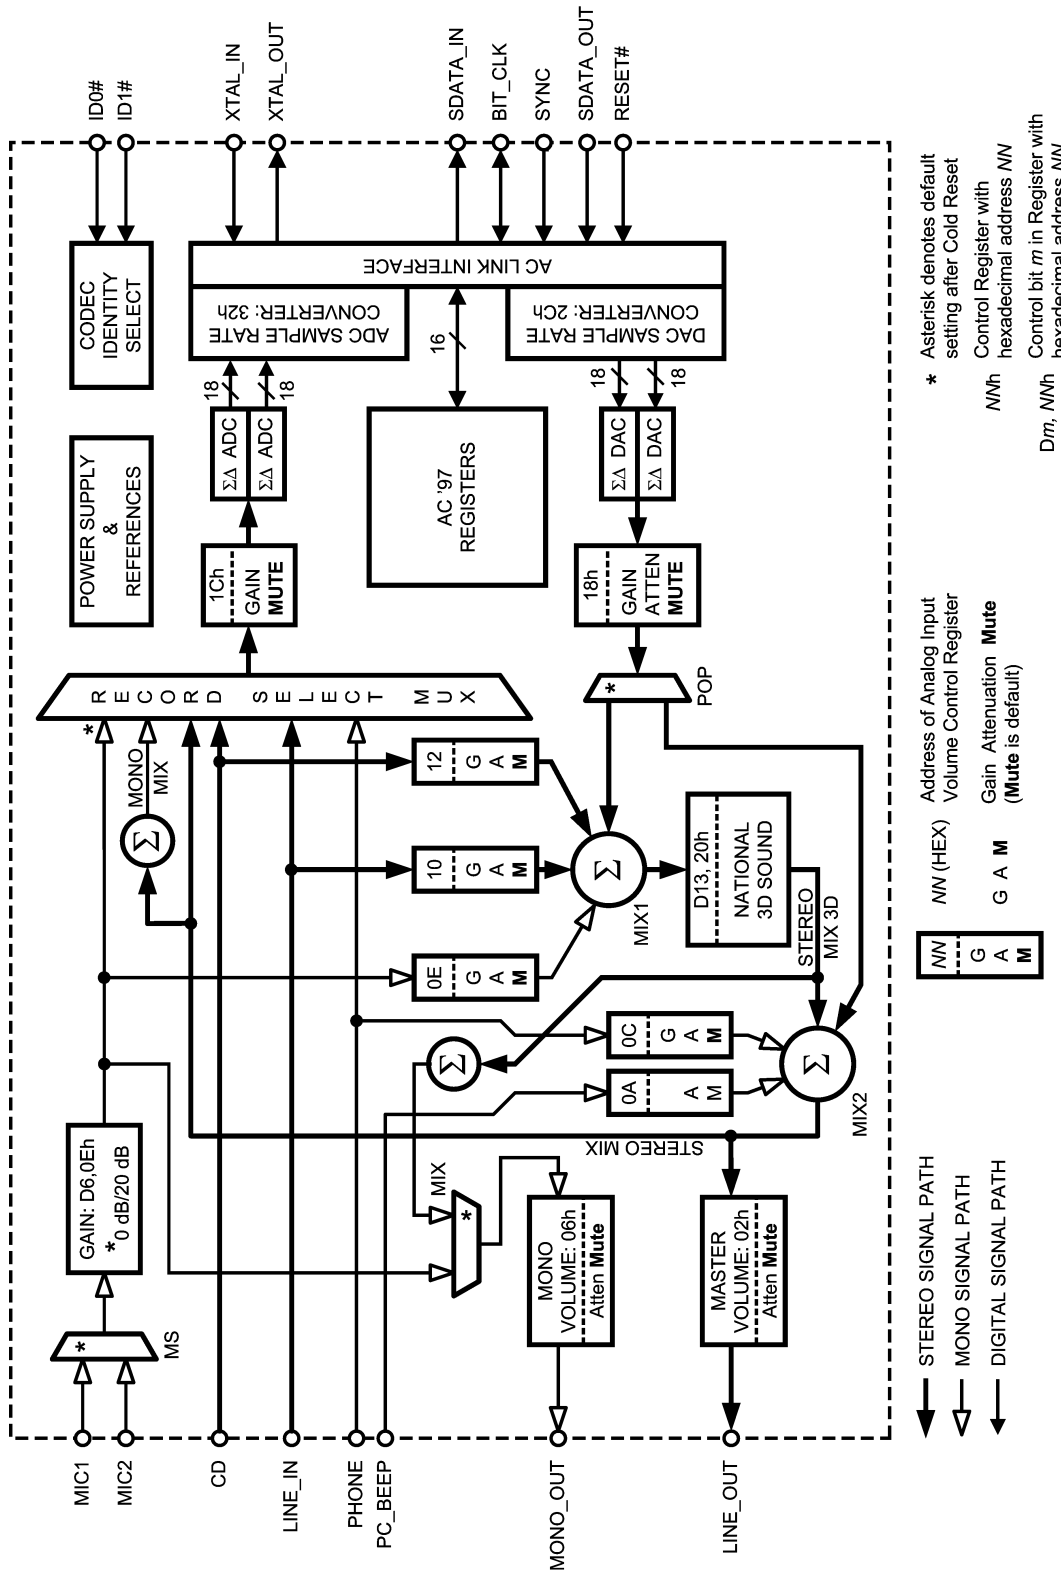 MIC1
MIC2
CD
LINE_IN
PHONE
PC_BEEP
MONO_OUT
LINE_OUT
*
MS
GAIN: D6,0Eh
*
0 dB/20 dB
MIX
*
MONO
VOLUME: 06h
Atten Mute
MASTER
VOLUME: 02h
Atten Mute
STEREO MIX
Σ
0A
A
M
0C
G
A
M
Σ
MIX2
0E
G
A
M
10
G
A
M
12
G
A
M
Σ
MIX1
Σ
MONO
MIX
D13, 20h
NATIONAL
3D SOUND
STEREO
MIX 3D
*
RECORD SELECT MUX
*
POP
1Ch
GAIN
MUTE
18h
GAIN
ATTEN
MUTE
POWER SUPPLY
&
REFERENCES
ΣΔ ADC
ΣΔ ADC
18
18
AC '97
REGISTERS
16
ΣΔ DAC
ΣΔ DAC
18
18
CODEC
IDENTITY
SELECT
ADC SAMPLE RATE
CONVERTER: 32h
DAC SAMPLE RATE
CONVERTER: 2Ch
AC LINK INTERFACE
ID0#
ID1#
XTAL_IN
XTAL_OUT
SDATA_IN
BIT_CLK
SYNC
SDATA_OUT
RESET#
STEREO SIGNAL PATH
MONO SIGNAL PATH
DIGITAL SIGNAL PATH
NN
G
A
M
NN (HEX)
Address of Analog Input
Volume Control Register
G A M
Gain Attenuation Mute
(Mute is default)
*
Asterisk denotes default
setting after Cold Reset
NNh
Control Register with
hexadecimal address NN
Dm, NNh
Control bit m in Register with
hexadecimal address NN